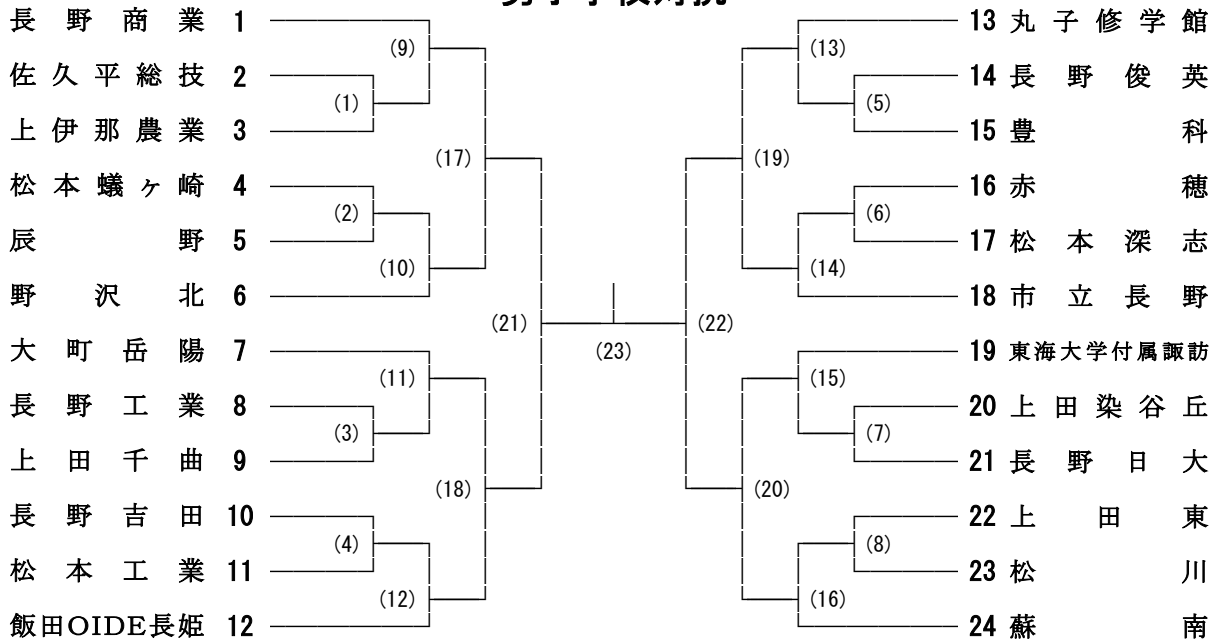 男子学校対抗
長野商業 1
佐久平総技 2
上伊那農業 3
松本蟻ヶ崎 4
辰野 5
野沢北 6
大町岳陽 7
長野工業 8
上田千曲 9
長野吉田 10
松本工業 11
飯田OIDE長姫 12
(9)
(1)
(17)
(2)
(10)
(21)
(11)
(3)
(18)
(4)
(12)
(23)
(13)
(5)
(19)
(6)
(14)
(22)
(15)
(7)
(20)
(8)
(16)
13 丸子修学館
14 長野俊英
15 豊科
16 赤穂
17 松本深志
18 市立長野
19 東海大学付属諏訪
20 上田染谷丘
21 長野日大
22 上田東
23 松川
24 蘇南